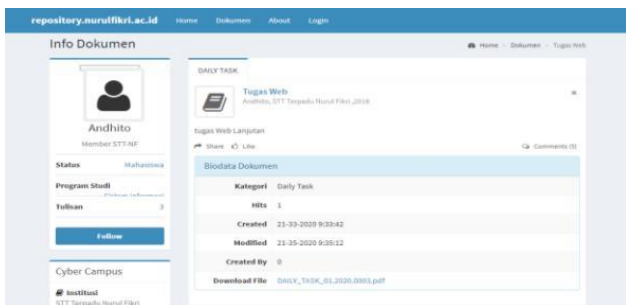 repository.nurulfikri.ac.id Home Dokumen About Login
Info Dokumen
Home Dokumen Tugas Web
Andhito
Member STT-NF
Status Mahasiswa
Program Studi
Sistem Informasi
Tulisan 3
Follow
Cyber Campus
Institusi
STT Terpadu Nurul Fikri
DAILY TASK
Tugas Web
Andhito, STT Terpadu Nurul Fikri ,2016
tugas Web Lanjutan
Share Like Comments (5)
Biodata Dokumen
Kategori Daily Task
Hits 1
Created 21-33-2020 9:33:42
Modified 21-35-2020 9:35:12
Created By 0
Download File DAILY_TASK_01.2020.0003.pdf